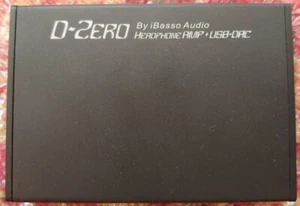 D-Zero By iBasso Audio
Headphone Amp + USB-DAC